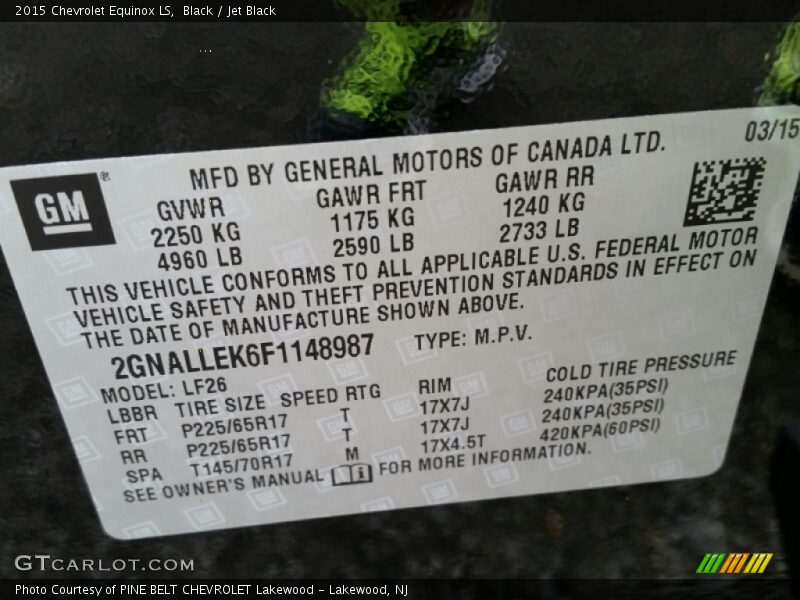 2015 Chevrolet Equinox LS,  Black / Jet Black
03/15
MFD BY GENERAL MOTORS OF CANADA LTD.
GM ®
GVWR GAWR FRT GAWR RR
2250 KG 1175 KG 1240 KG
4960 LB 2590 LB 2733 LB
THIS VEHICLE CONFORMS TO ALL APPLICABLE U.S. FEDERAL MOTOR
VEHICLE SAFETY AND THEFT PREVENTION STANDARDS IN EFFECT ON
THE DATE OF MANUFACTURE SHOWN ABOVE.
2GNALLEK6F1148987 TYPE: M.P.V.
MODEL: LF26
LBBR TIRE SIZE SPEED RTG RIM COLD TIRE PRESSURE
FRT P225/65R17 T 17X7J 240KPA(35PSI)
RR P225/65R17 T 17X7J 240KPA(35PSI)
SPA T145/70R17 M 17X4.5T 420KPA(60PSI)
SEE OWNER'S MANUAL i FOR MORE INFORMATION.
GTCARLOT.COM
Photo Courtesy of PINE BELT CHEVROLET Lakewood - Lakewood, NJ